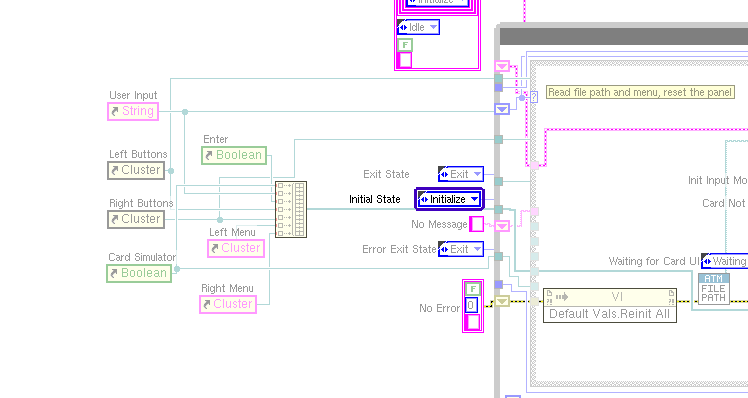 Idle
F
Read file path and menu, reset the panel
User Input
String
Enter
Boolean
Left Buttons
Cluster
Exit State
Exit
Init Input Mo
Right Buttons
Cluster
Initial State
Initialize
Card Not
No Message
Left Menu
Cluster
Error Exit State
Exit
Card Simulator
Boolean
Waiting for Card UI
Waiting
ATM
FILE
PATH
Right Menu
Cluster
No Error
F
0
VI
Default Vals.Reinit All